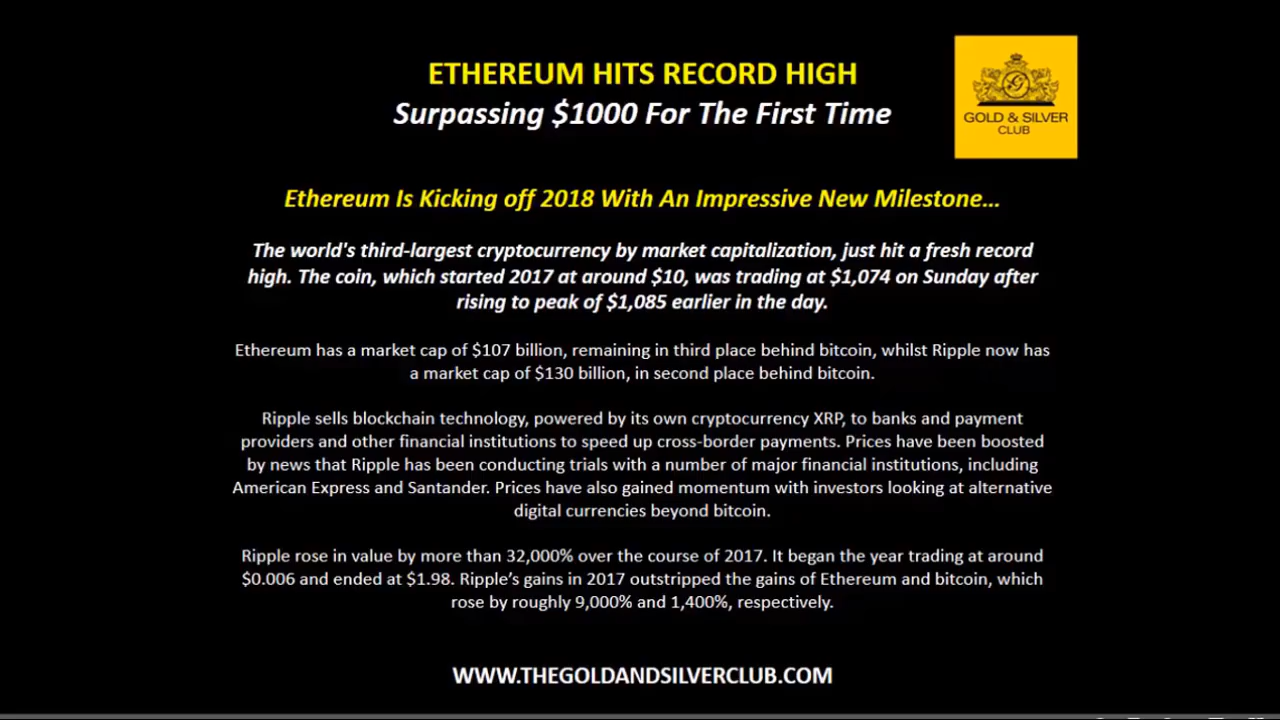 ETHEREUM HITS RECORD HIGH
Surpassing $1000 For The First Time
GOLD & SILVER
CLUB
Ethereum Is Kicking off 2018 With An Impressive New Milestone...
The world's third-largest cryptocurrency by market capitalization, just hit a fresh record
high. The coin, which started 2017 at around $10, was trading at $1,074 on Sunday after
rising to peak of $1,085 earlier in the day.
Ethereum has a market cap of $107 billion, remaining in third place behind bitcoin, whilst Ripple now has
a market cap of $130 billion, in second place behind bitcoin.
Ripple sells blockchain technology, powered by its own cryptocurrency XRP, to banks and payment
providers and other financial institutions to speed up cross-border payments. Prices have been boosted
by news that Ripple has been conducting trials with a number of major financial institutions, including
American Express and Santander. Prices have also gained momentum with investors looking at alternative
digital currencies beyond bitcoin.
Ripple rose in value by more than 32,000% over the course of 2017. It began the year trading at around
$0.006 and ended at $1.98. Ripple's gains in 2017 outstripped the gains of Ethereum and bitcoin, which
rose by roughly 9,000% and 1,400%, respectively.
WWW.THEGOLDANDSILVERCLUB.COM